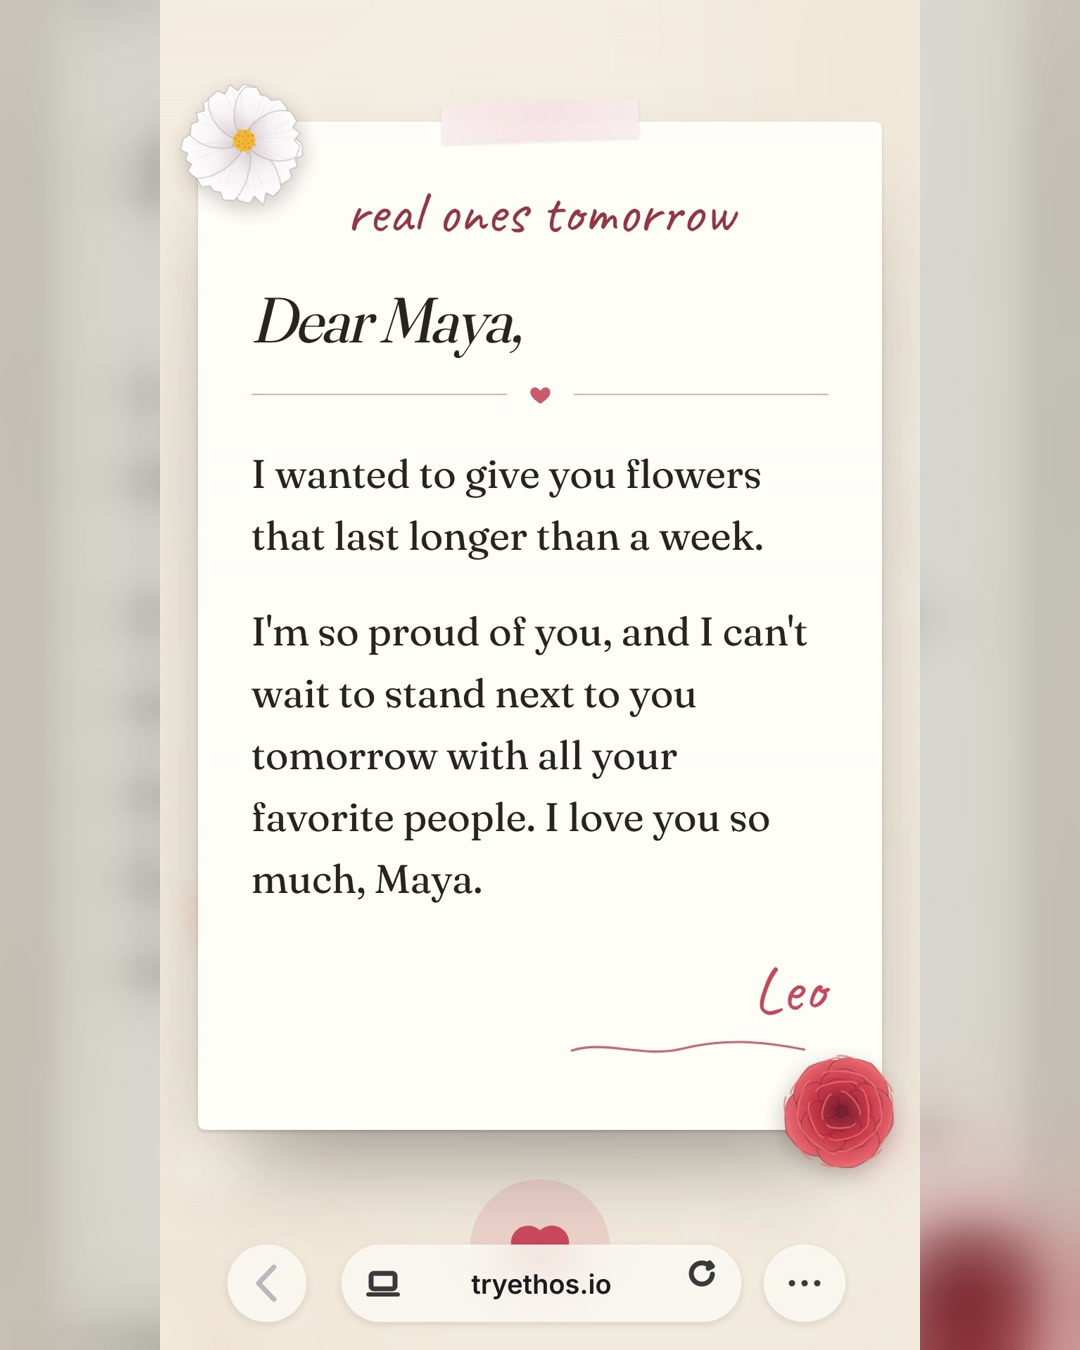 real ones tomorrow
Dear Maya,
I wanted to give you flowers
that last longer than a week.
I'm so proud of you, and I can't
wait to stand next to you
tomorrow with all your
favorite people. I love you so
much, Maya.
Leo
tryethos.io